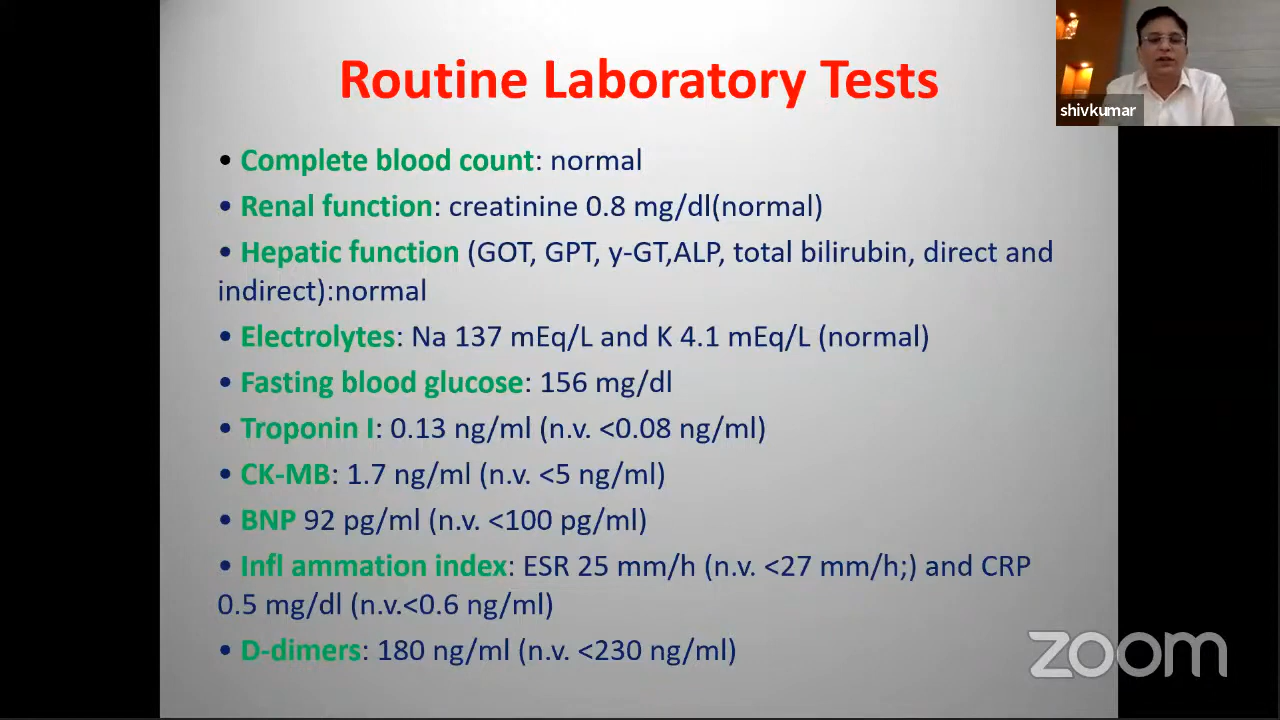 Routine Laboratory Tests
shivkumar
• Complete blood count: normal
• Renal function: creatinine 0.8 mg/dl(normal)
• Hepatic function (GOT, GPT, y-GT,ALP, total bilirubin, direct and
indirect):normal
• Electrolytes: Na 137 mEq/L and K 4.1 mEq/L (normal)
• Fasting blood glucose: 156 mg/dl
• Troponin I: 0.13 ng/ml (n.v. <0.08 ng/ml)
• CK-MB: 1.7 ng/ml (n.v. <5 ng/ml)
• BNP 92 pg/ml (n.v. <100 pg/ml)
• Infl ammation index: ESR 25 mm/h (n.v. <27 mm/h;) and CRP
0.5 mg/dl (n.v.<0.6 ng/ml)
• D-dimers: 180 ng/ml (n.v. <230 ng/ml)
zoom